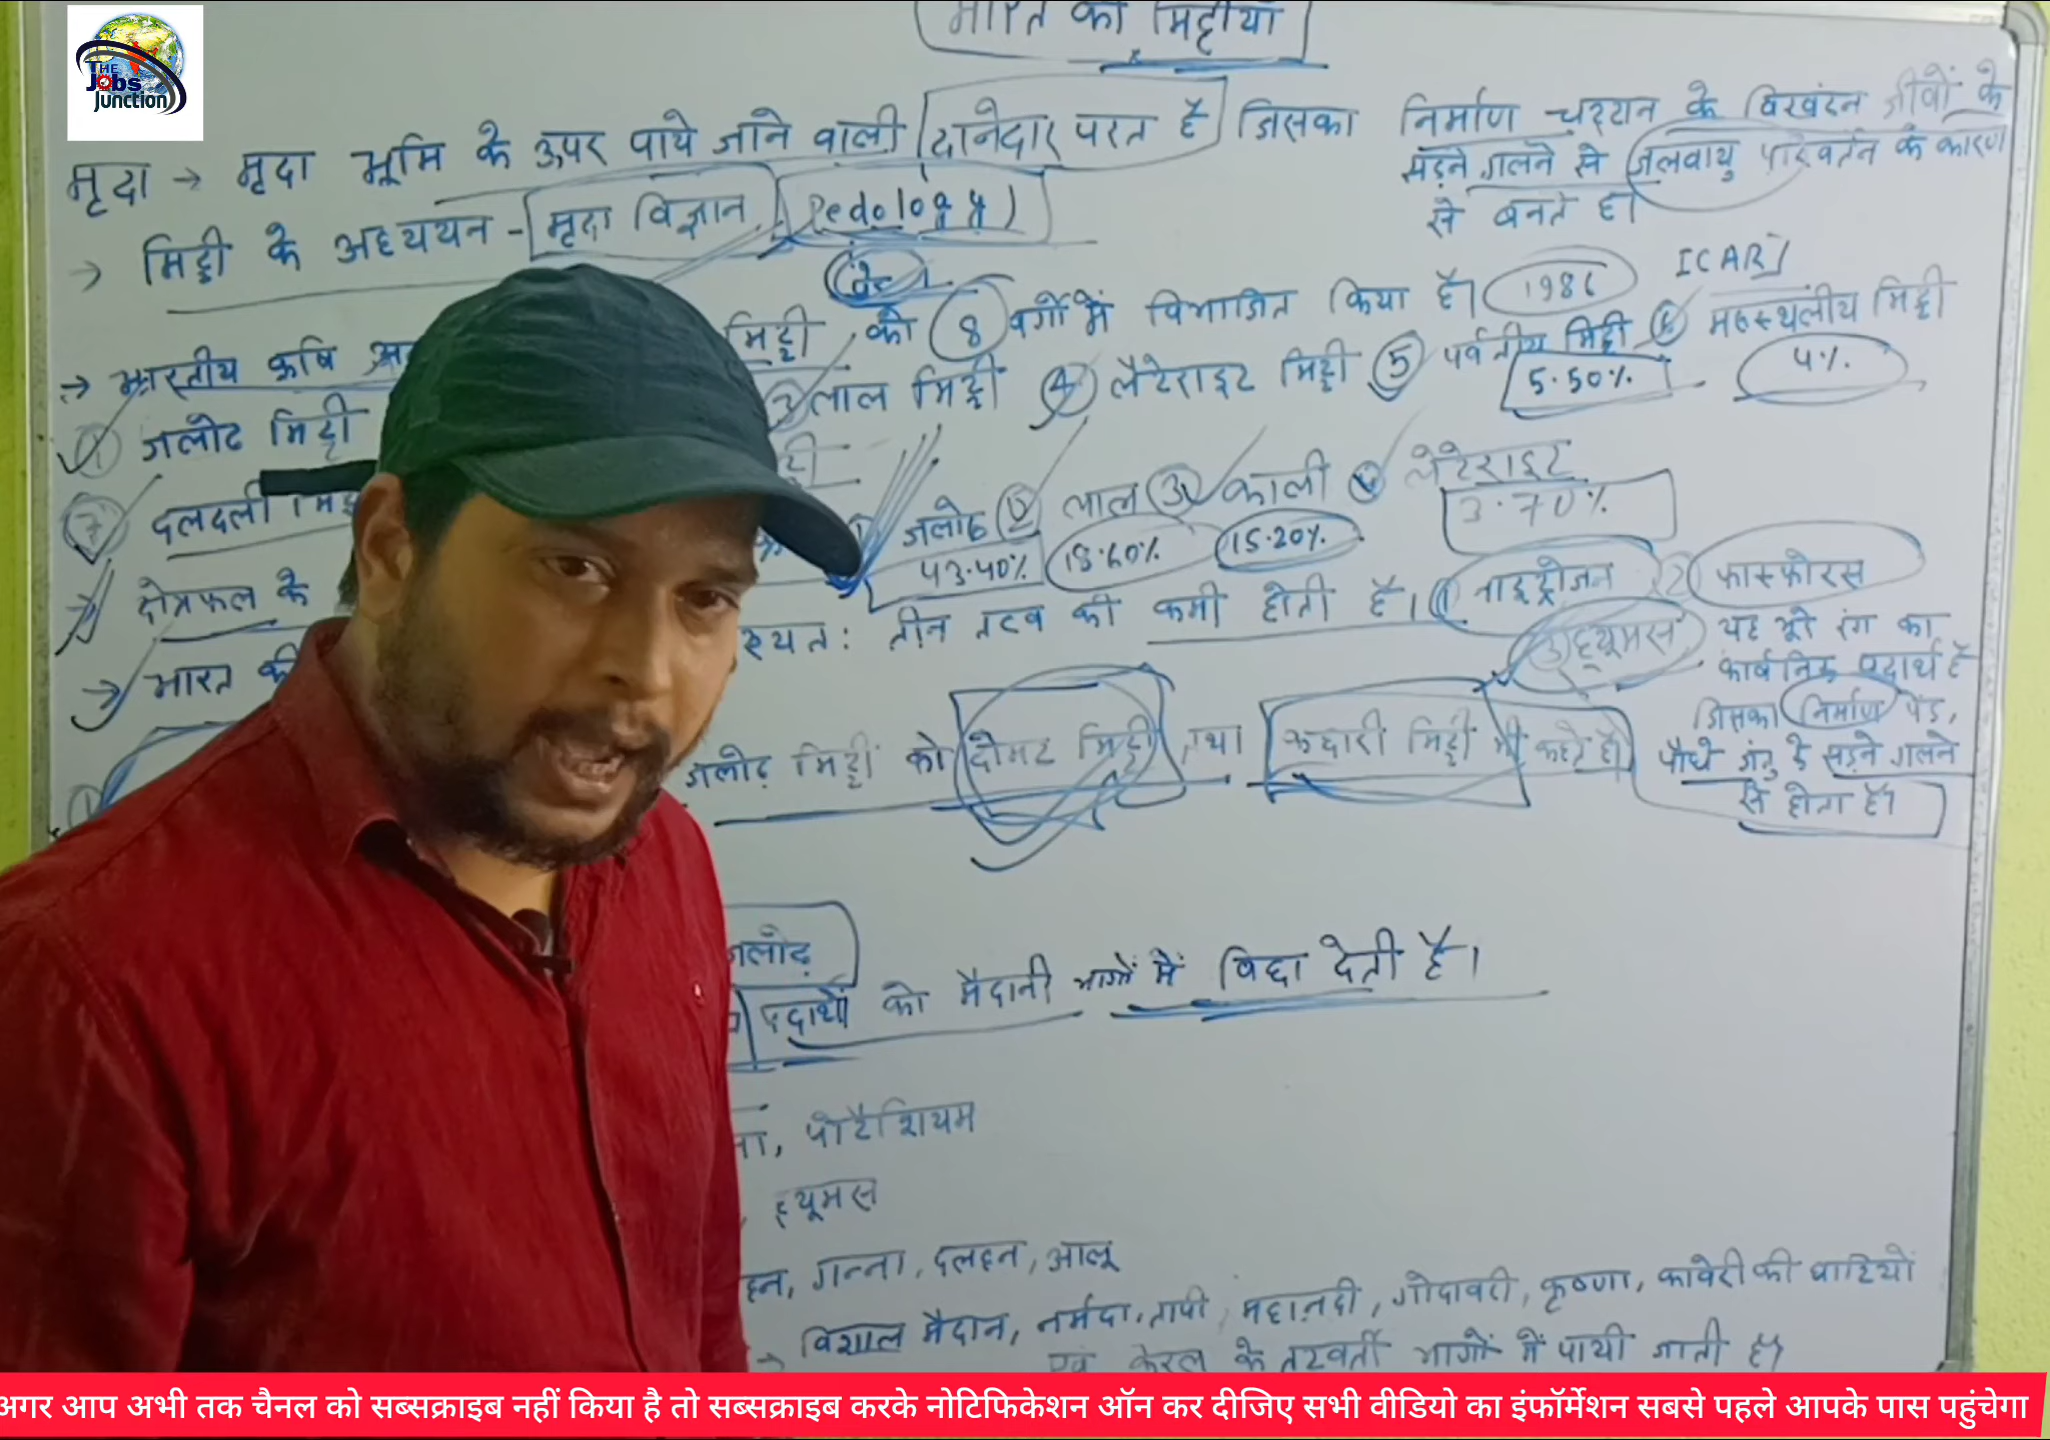 THE
Jobs
Junction
भारत की मिट्टीयाँ
मृदा → मृदा भूमि के ऊपर पाये जाने वाली दानेदार परत है जिसका निर्माण चट्टान के विखंडन जीवों के
सड़ने गलने से जलवायु परिवर्तन के कारण
से बनते है।
→ मिट्टी के अध्ययन - मृदा विज्ञान (Pedology)
→ भारतीय कृषि मिट्टी को 8 वर्गों में विभाजित किया है। 1986 ICAR
① जलोढ मिट्टी ③ लाल मिट्टी ④ लैटेराइट मिट्टी ⑤ पर्वतीय मिट्टी ⑥ मरुस्थलीय मिट्टी
5.50% 4%
⑦ दलदली
→ क्षेत्रफल के जलोढ ② लाल ③ काली ④ लेटेराइट
43.40% 18.60% 15.20% 3.70%
→ भारत की तीन तत्व की कमी होती है। ① नाइट्रोजन ② फास्फोरस
③ ह्यूमस यह भूरे रंग का
कार्बनिक पदार्थ है
जिसका निर्माण पेड़,
पौधे जंतु के सड़ने गलने
से होता है।
जलोढ़ मिट्टी को दोमट मिट्टी तथा कछारी मिट्टी भी कहते है।
जलोढ़
पदार्थों को मैदानी भागों में बिछा देती है।
पोटैशियम
ह्यूमस
गन्ना, दलहन, आलू
→ विशाल मैदान, नर्मदा, तापी, महानदी, गोदावरी, कृष्णा, कावेरी की घाटियों
एवं केरल के तटवर्ती भागों में पायी जाती है।
अगर आप अभी तक चैनल को सब्सक्राइब नहीं किया है तो सब्सक्राइब करके नोटिफिकेशन ऑन कर दीजिए सभी वीडियो का इंफॉर्मेशन सबसे पहले आपके पास पहुंचेगा